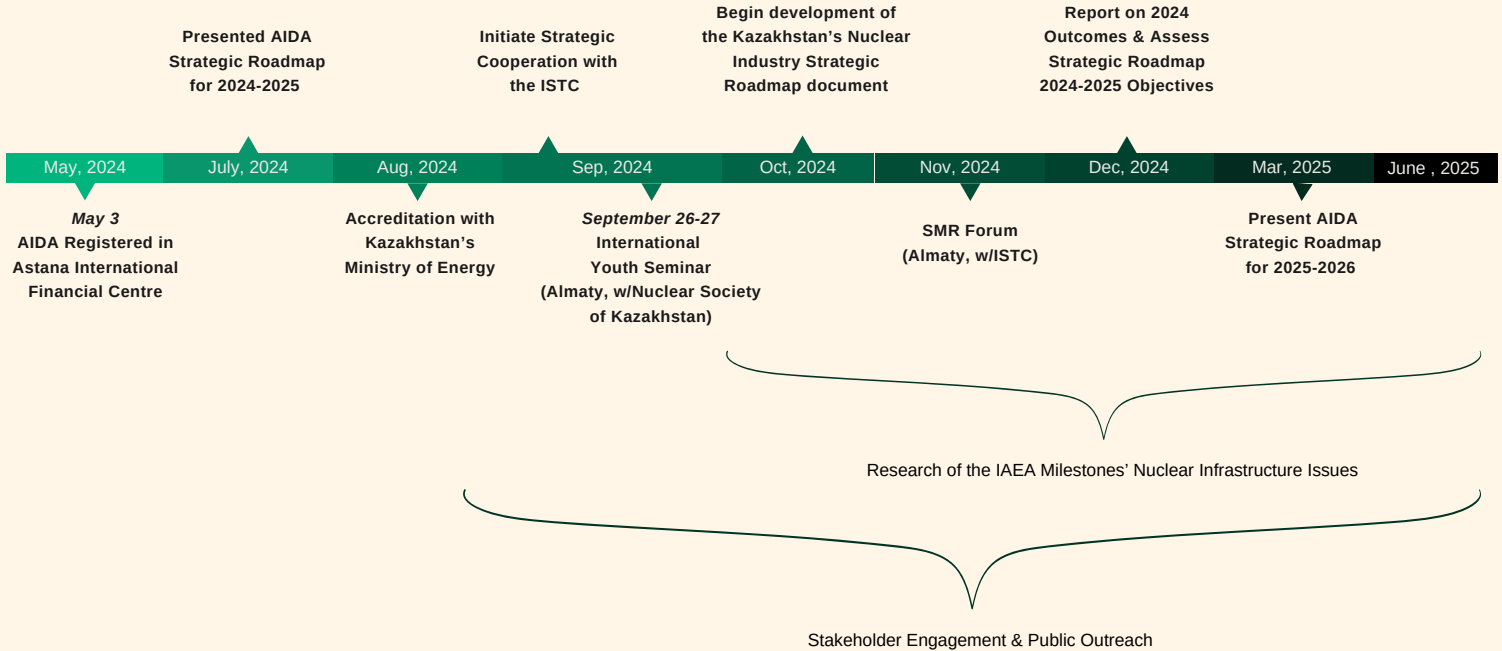 Presented AIDA
Strategic Roadmap
for 2024-2025
Initiate Strategic
Cooperation with
the ISTC
Begin development of
the Kazakhstan’s Nuclear
Industry Strategic
Roadmap document
Report on 2024
Outcomes & Assess
Strategic Roadmap
2024-2025 Objectives
May, 2024
July, 2024
Aug, 2024
Sep, 2024
Oct, 2024
Nov, 2024
Dec, 2024
Mar, 2025
June , 2025
May 3
AIDA Registered in
Astana International
Financial Centre
Accreditation with
Kazakhstan’s
Ministry of Energy
September 26-27
International
Youth Seminar
(Almaty, w/Nuclear Society
of Kazakhstan)
SMR Forum
(Almaty, w/ISTC)
Present AIDA
Strategic Roadmap
for 2025-2026
Research of the IAEA Milestones’ Nuclear Infrastructure Issues
Stakeholder Engagement & Public Outreach